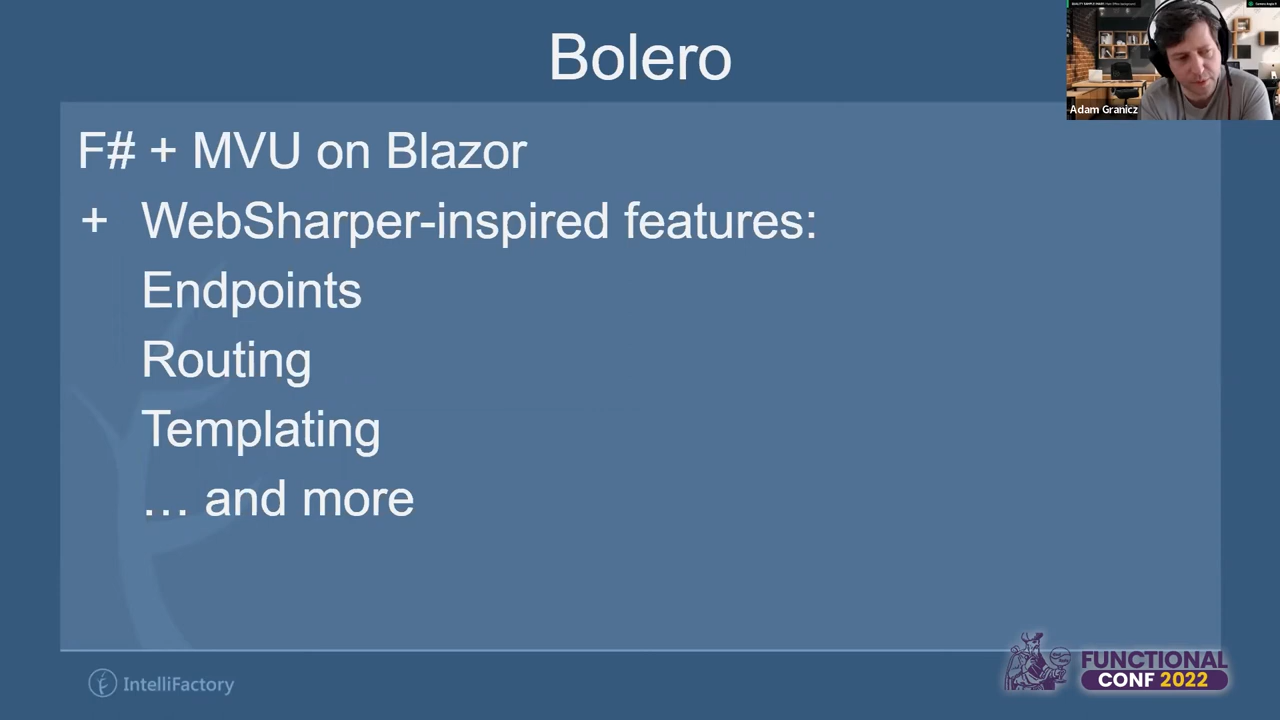 Bolero
Adam Granicz
F# + MVU on Blazor
+ WebSharper-inspired features:
Endpoints
Routing
Templating
… and more
IntelliFactory
FUNCTIONAL
CONF 2022